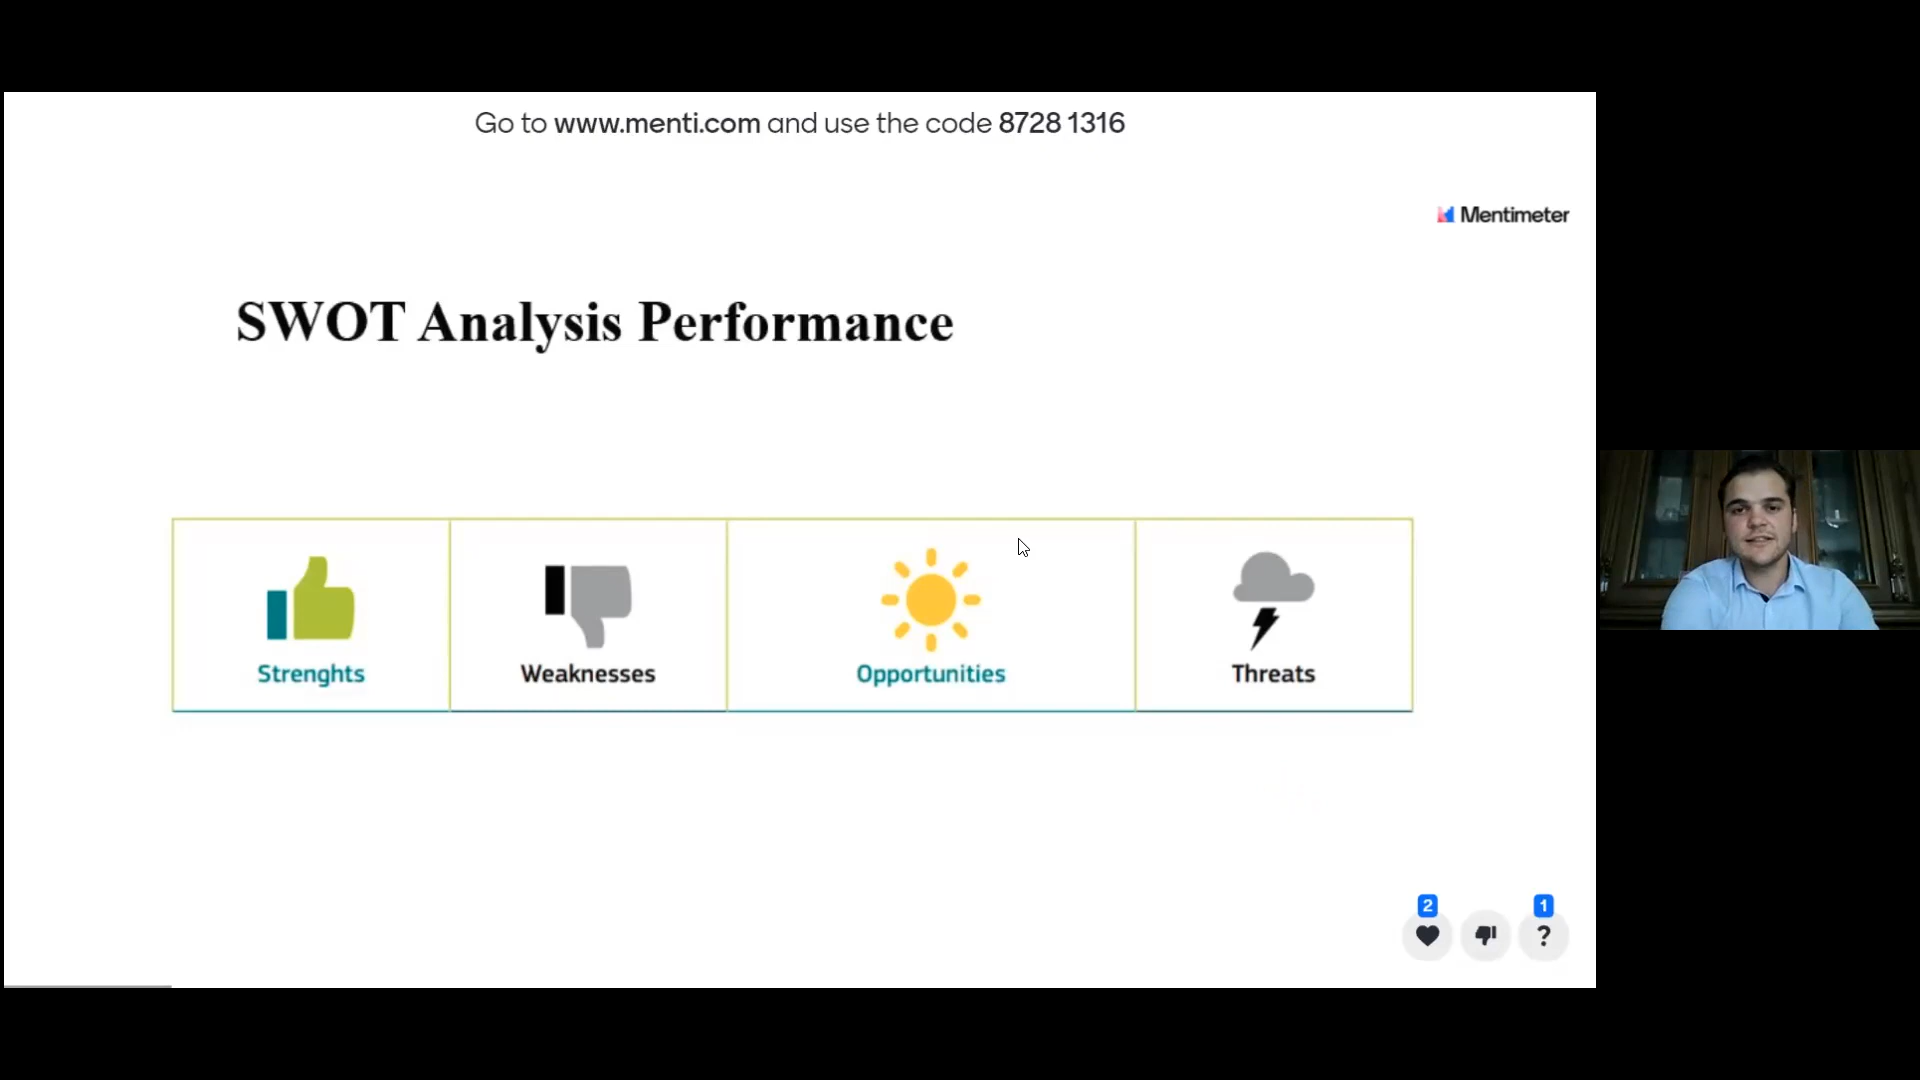 Go to www.menti.com and use the code 8728 1316
Mentimeter
SWOT Analysis Performance
Strenghts
Weaknesses
Opportunities
Threats
2
1
?